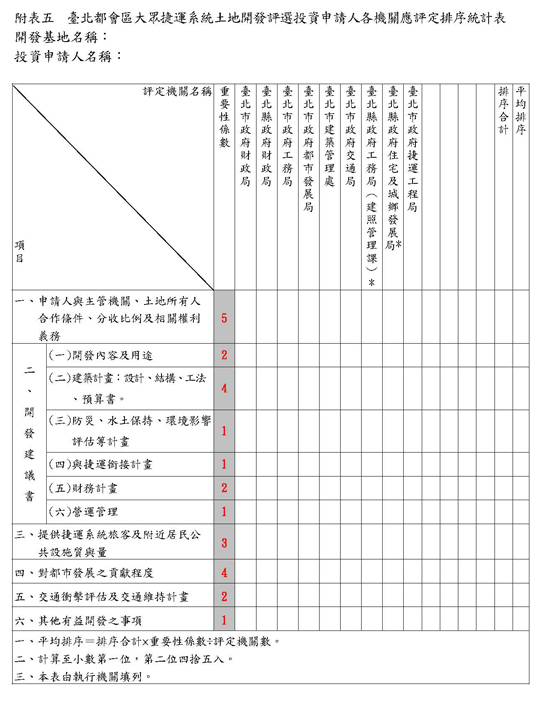 附表五　臺北都會區大眾捷運系統土地開發評選投資申請人各機關應評定排序統計表
開發基地名稱：
投資申請人名稱：
評定機關名稱
項目
重要性係數
臺北市政府財政局
臺北縣政府財政局
臺北市政府工務局
臺北市政府都市發展局
臺北市建築管理處
臺北市政府交通局
臺北縣政府工務局（建照管理課）*
臺北縣政府住宅及城鄉發展局*
臺北市政府捷運工程局
排序合計
平均排序
一、申請人與主管機關、土地所有人
合作條件、分收比例及相關權利
義務
5
二、開發建議書
(一)開發內容及用途
2
(二)建築計畫：設計、結構、工法
、預算書。
4
(三)防災、水土保持、環境影響
評估等計畫
1
(四)與捷運銜接計畫
1
(五)財務計畫
2
(六)營運管理
1
三、提供捷運系統旅客及附近居民公
共設施質與量
3
四、對都市發展之貢獻程度
4
五、交通衝擊評估及交通維持計畫
2
六、其他有益開發之事項
1
一、平均排序＝排序合計×重要性係數÷評定機關數。
二、計算至小數第一位，第二位四捨五入。
三、本表由執行機關填列。